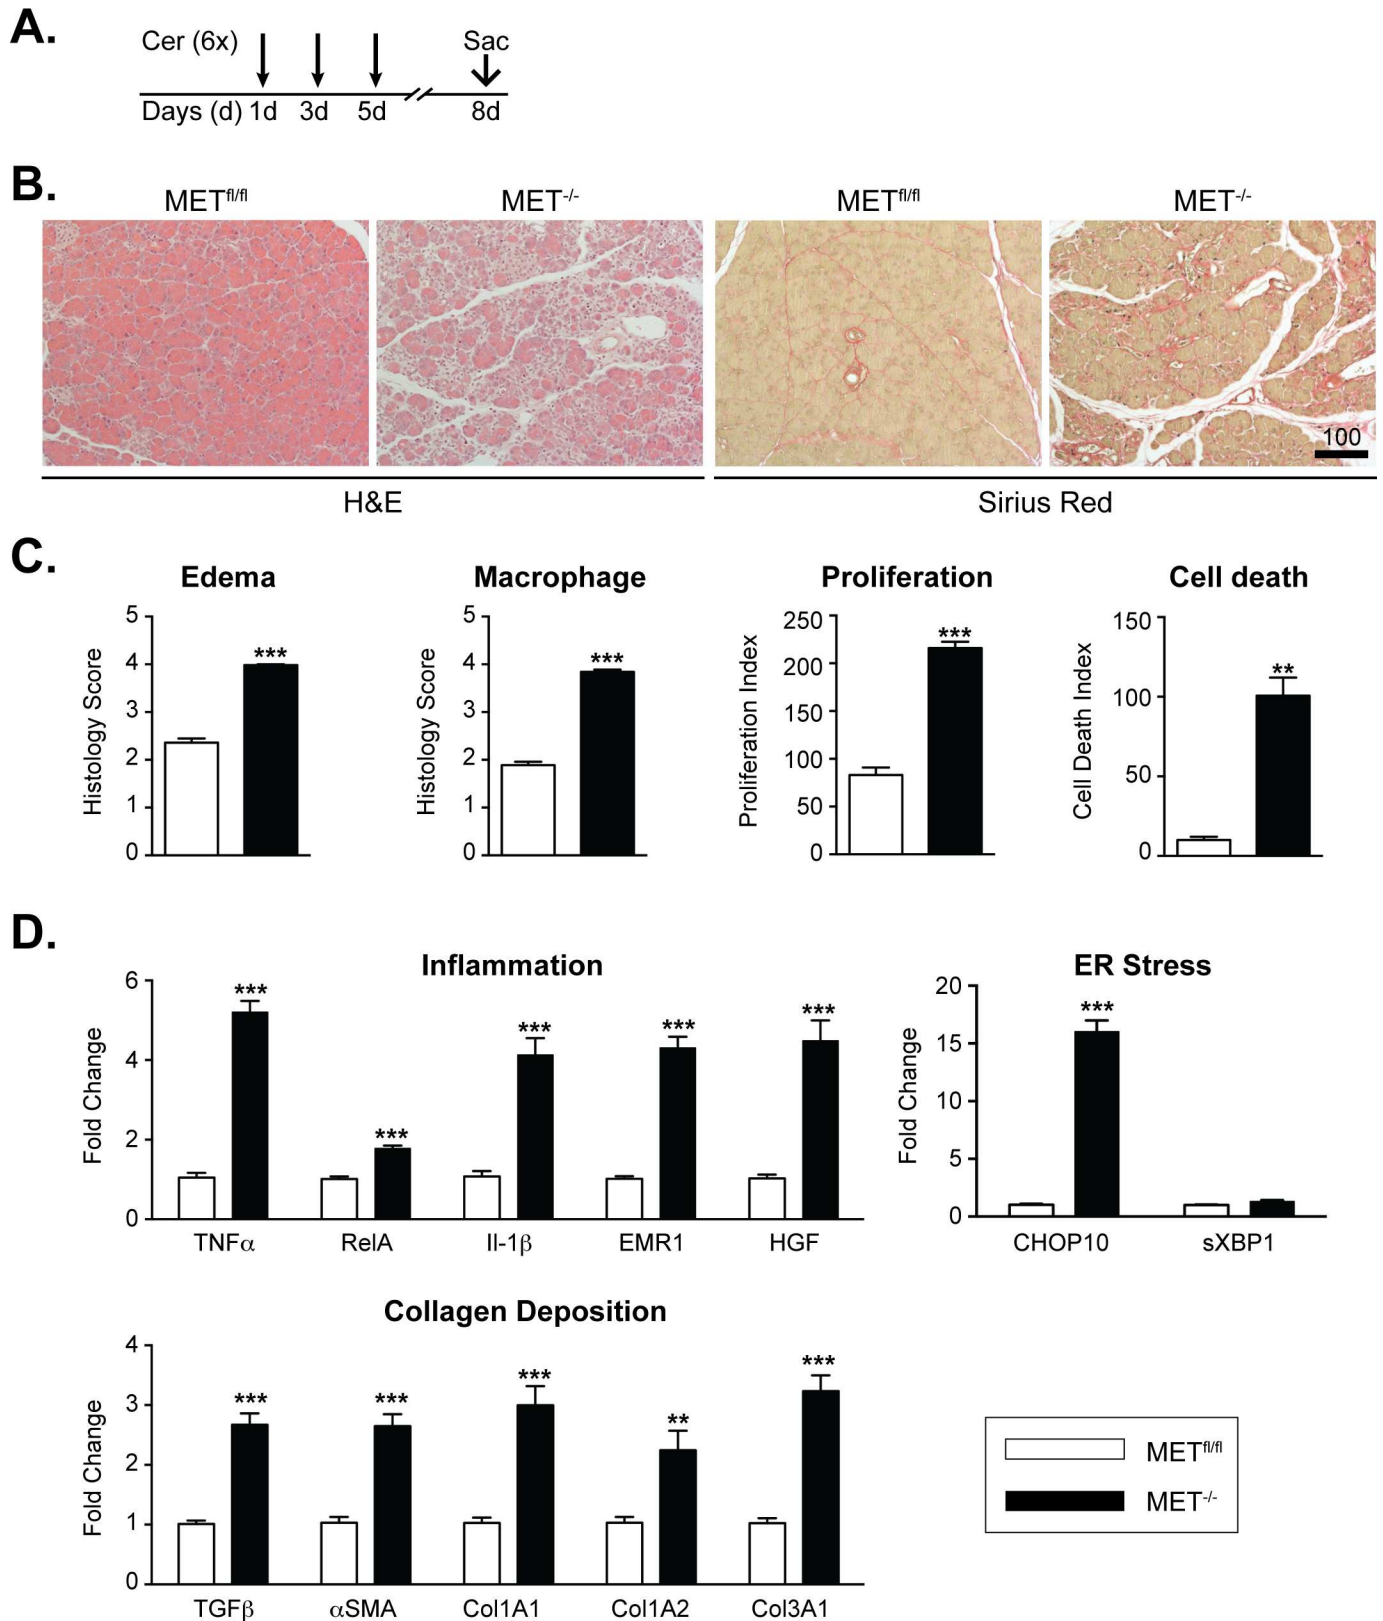 A.
Cer (6x) Sac
Days (d) 1d 3d 5d 8d
B.
METfl/fl MET-/- METfl/fl MET-/-
100
H&E Sirius Red
C.
Edema Macrophage Proliferation Cell death
Histology Score
5
4
3
2
1
0
***
Histology Score
5
4
3
2
1
0
***
Proliferation Index
250
200
150
100
50
0
***
Cell Death Index
150
100
50
0
**
D.
Inflammation
Fold Change
6
4
2
0
*** *** *** *** ***
TNFα RelA Il-1β EMR1 HGF
ER Stress
Fold Change
20
15
10
5
0
***
CHOP10 sXBP1
Collagen Deposition
Fold Change
4
3
2
1
0
*** *** *** ** ***
TGFβ αSMA Col1A1 Col1A2 Col3A1
METfl/fl
MET-/-